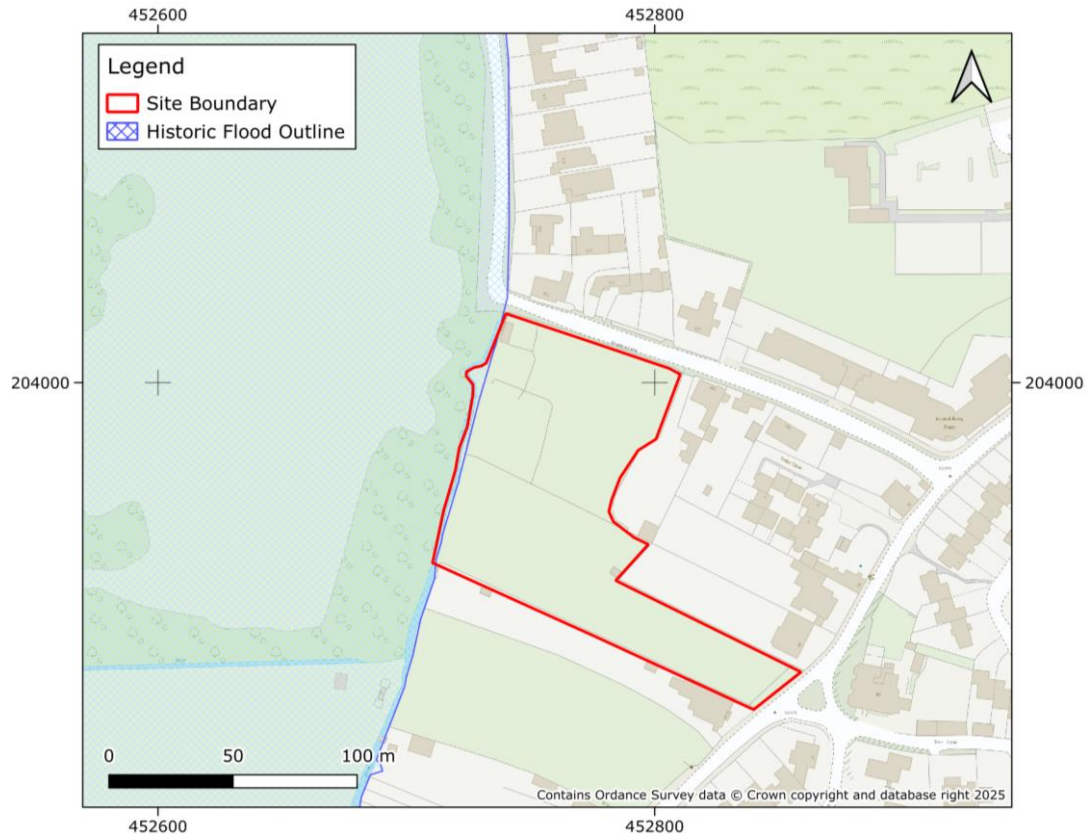 452600 452800
Legend
Site Boundary
Historic Flood Outline
204000 204000
0 50 100 m
Contains Ordance Survey data © Crown copyright and database right 2025
452600 452800